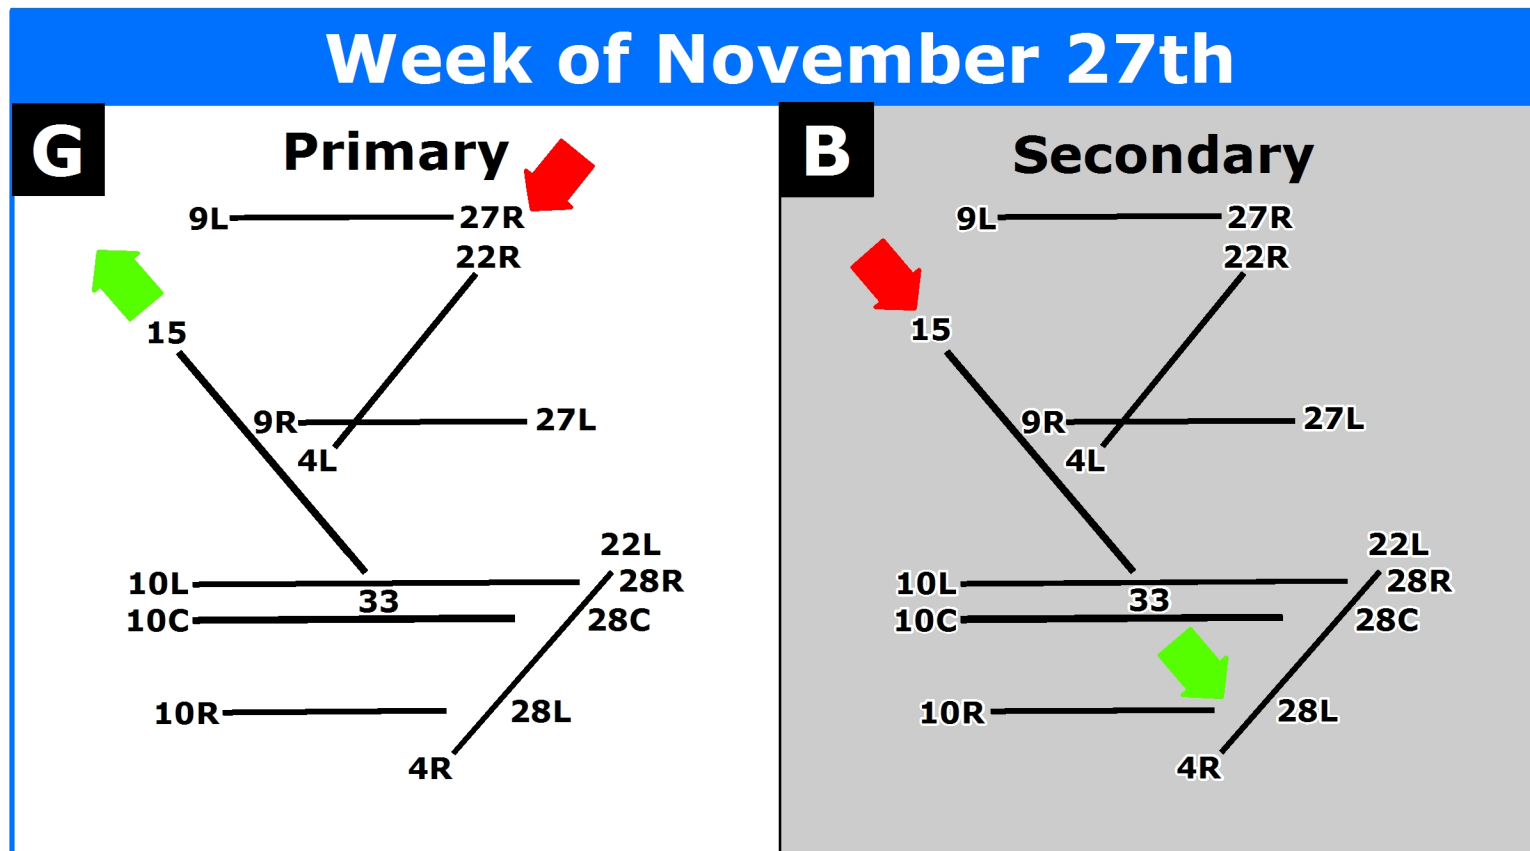 Week of November 27th
G
Primary
9L
27R
22R
15
9R
27L
4L
22L
10L
28R
33
10C
28C
10R
28L
4R
B
Secondary
9L
27R
22R
15
9R
27L
4L
22L
10L
28R
33
10C
28C
10R
28L
4R